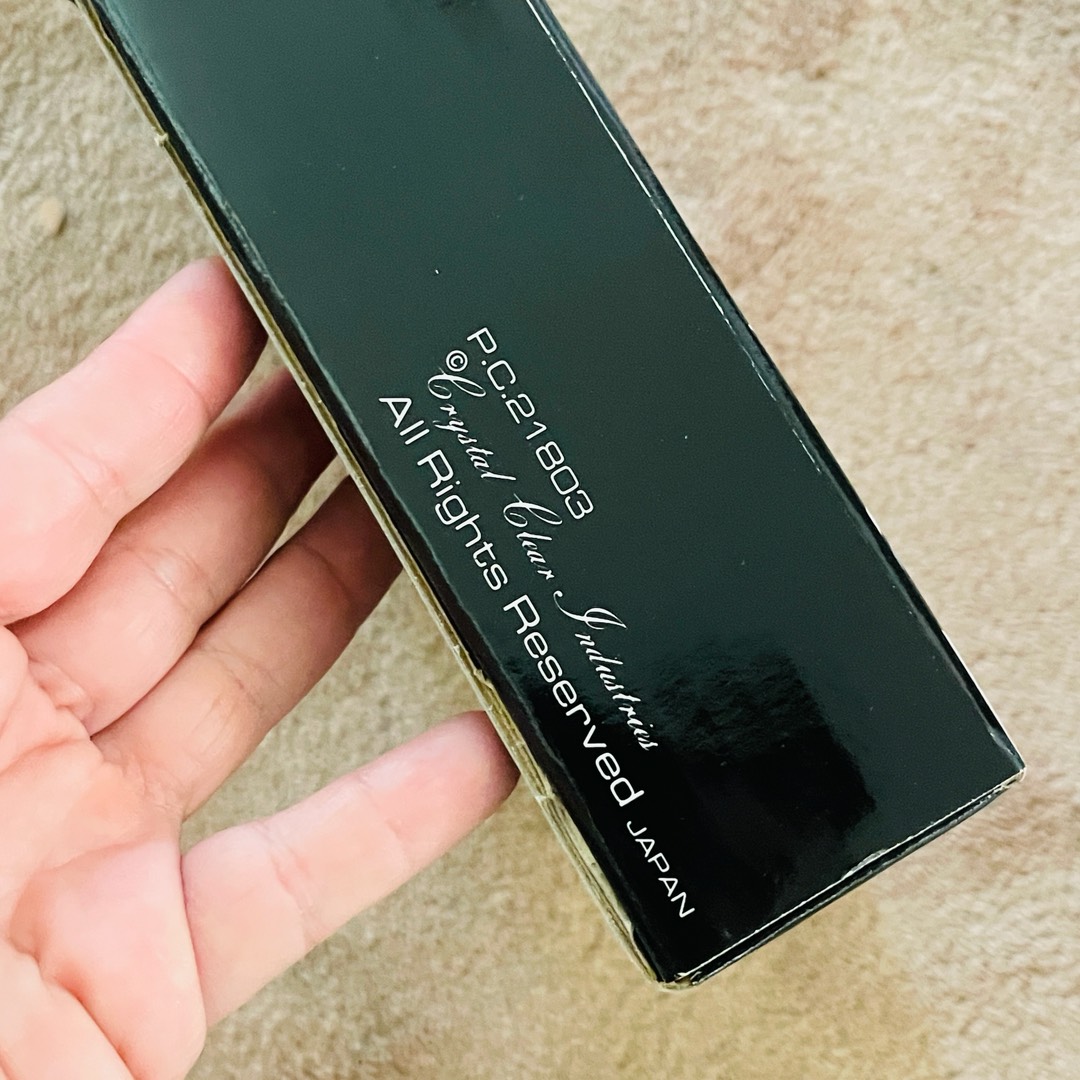 P.C.21803
©Crystal Clear Industries
All Rights Reserved JAPAN